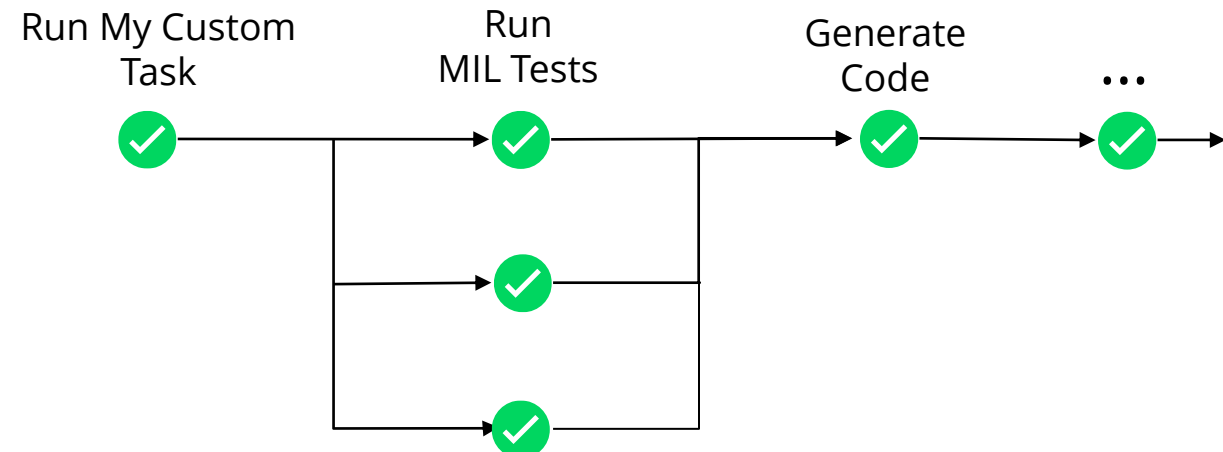 Run My Custom
Task
Run
MIL Tests
Generate
Code
...